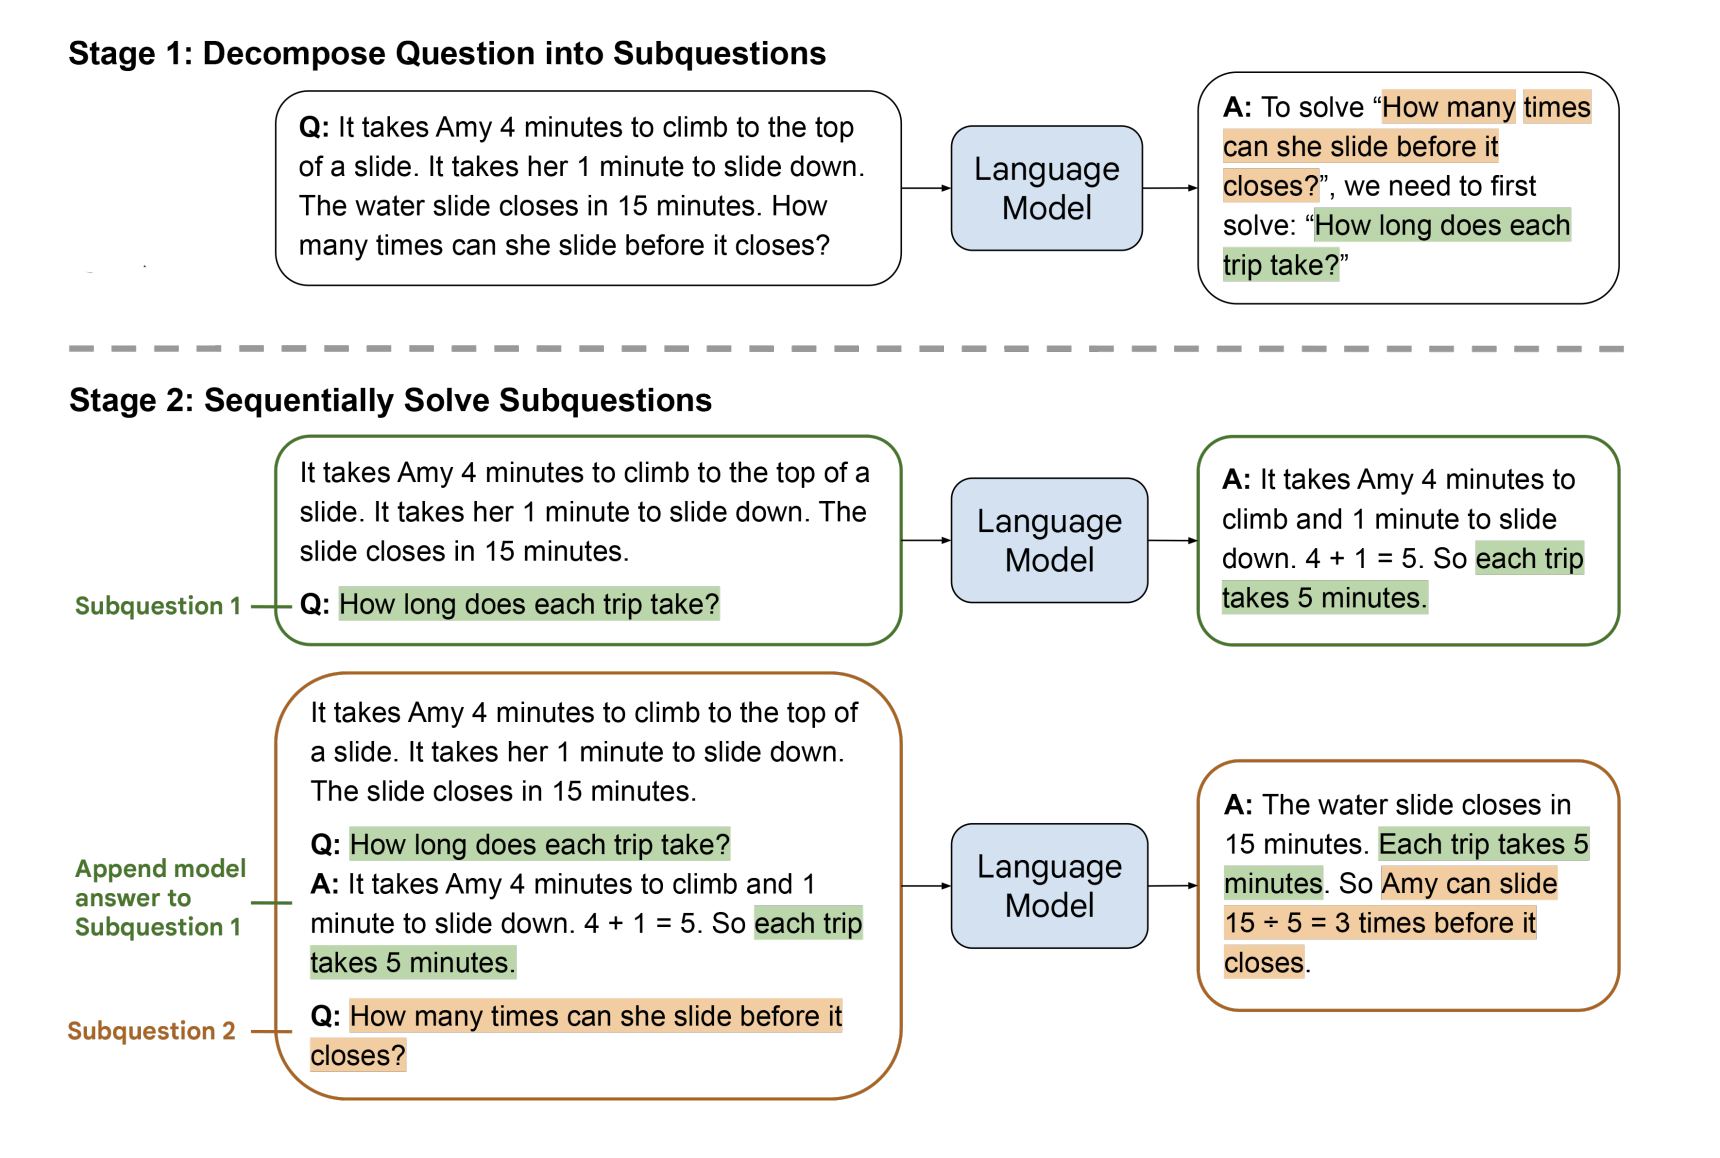 Stage 1: Decompose Question into Subquestions
Q: It takes Amy 4 minutes to climb to the top
of a slide. It takes her 1 minute to slide down.
The water slide closes in 15 minutes. How
many times can she slide before it closes?
Language
Model
A: To solve “How many times
can she slide before it
closes?”, we need to first
solve: “How long does each
trip take?”
Stage 2: Sequentially Solve Subquestions
It takes Amy 4 minutes to climb to the top of a
slide. It takes her 1 minute to slide down. The
slide closes in 15 minutes.
Subquestion 1
Q: How long does each trip take?
Language
Model
A: It takes Amy 4 minutes to
climb and 1 minute to slide
down. 4 + 1 = 5. So each trip
takes 5 minutes.
It takes Amy 4 minutes to climb to the top of
a slide. It takes her 1 minute to slide down.
The slide closes in 15 minutes.
Q: How long does each trip take?
Append model
answer to
Subquestion 1
A: It takes Amy 4 minutes to climb and 1
minute to slide down. 4 + 1 = 5. So each trip
takes 5 minutes.
Subquestion 2
Q: How many times can she slide before it
closes?
Language
Model
A: The water slide closes in
15 minutes. Each trip takes 5
minutes. So Amy can slide
15 ÷ 5 = 3 times before it
closes.